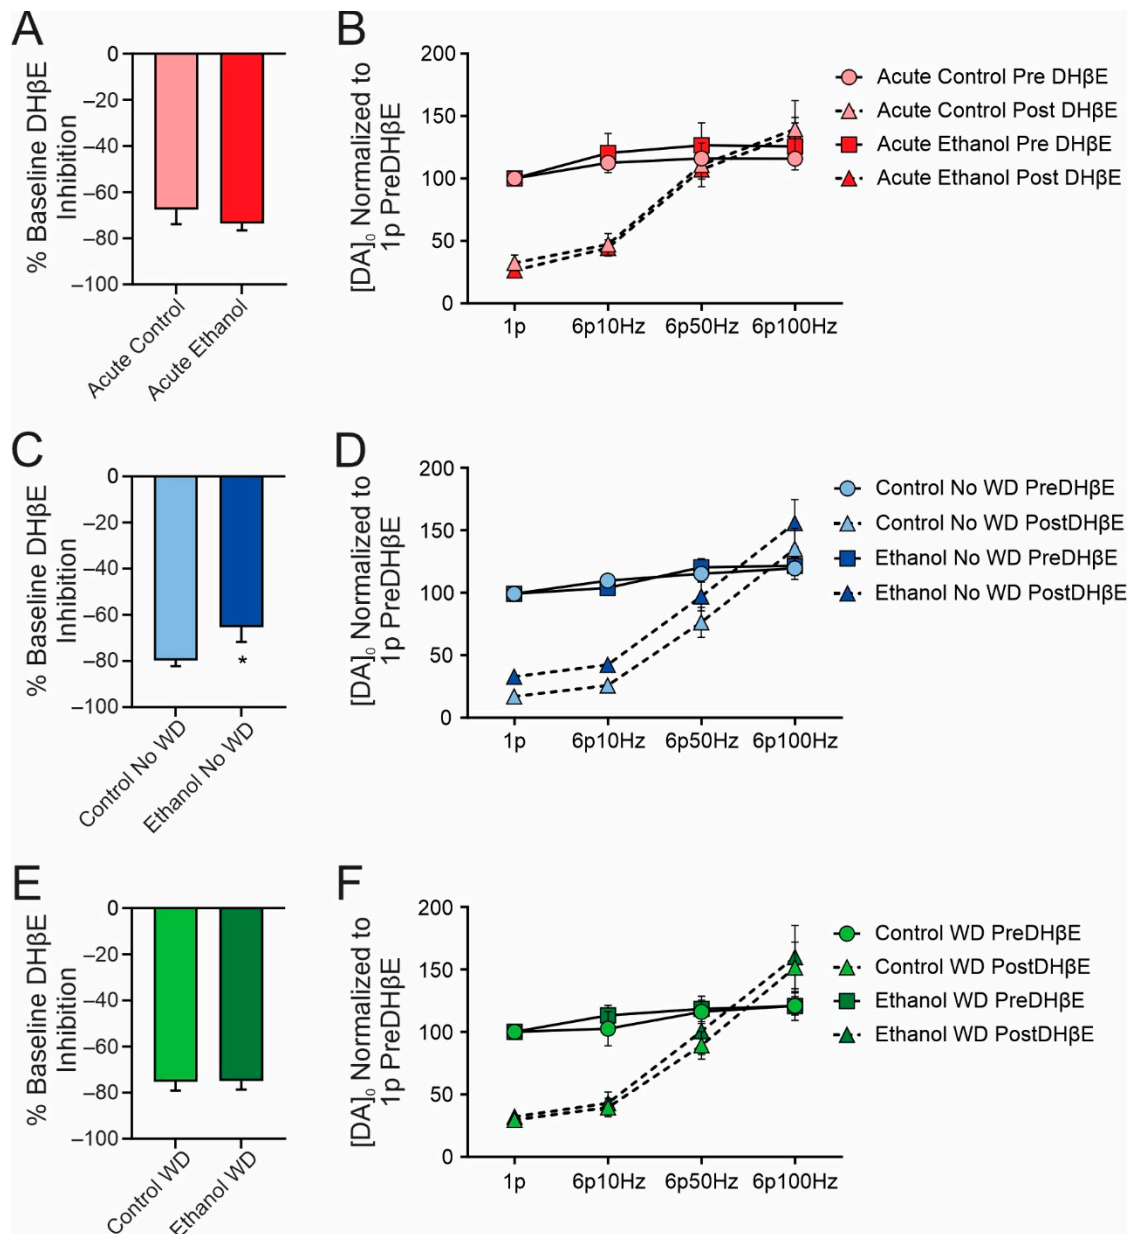 A
% Baseline DHβE
Inhibition
0
–20
–40
–60
–80
–100
Acute Control
Acute Ethanol
B
[DA]₀ Normalized to
1p PreDHβE
200
150
100
50
0
1p
6p10Hz
6p50Hz
6p100Hz
Acute Control Pre DHβE
Acute Control Post DHβE
Acute Ethanol Pre DHβE
Acute Ethanol Post DHβE
C
% Baseline DHβE
Inhibition
0
–20
–40
–60
–80
–100
*
Control No WD
Ethanol No WD
D
[DA]₀ Normalized to
1p PreDHβE
200
150
100
50
0
1p
6p10Hz
6p50Hz
6p100Hz
Control No WD PreDHβE
Control No WD PostDHβE
Ethanol No WD PreDHβE
Ethanol No WD PostDHβE
E
% Baseline DHβE
Inhibition
0
–20
–40
–60
–80
–100
Control WD
Ethanol WD
F
[DA]₀ Normalized to
1p PreDHβE
200
150
100
50
0
1p
6p10Hz
6p50Hz
6p100Hz
Control WD PreDHβE
Control WD PostDHβE
Ethanol WD PreDHβE
Ethanol WD PostDHβE